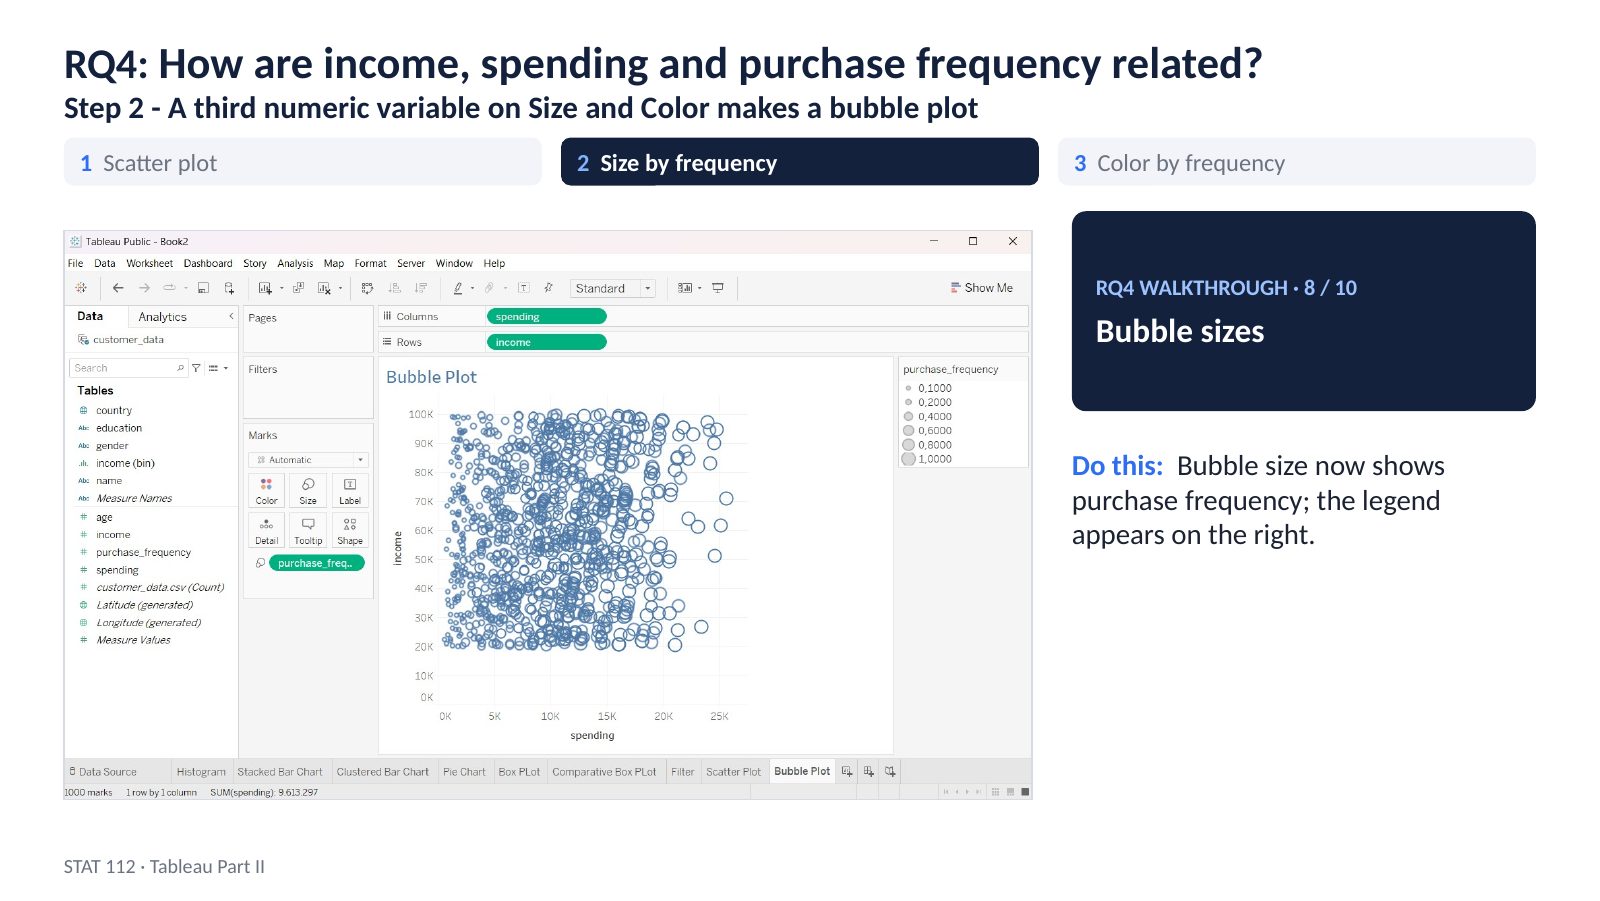 RQ4: How are income, spending and purchase frequency related?
Step 2 - A third numeric variable on Size and Color makes a bubble plot
1 Scatter plot
2 Size by frequency
3 Color by frequency
Tableau Public - Book2
File Data Worksheet Dashboard Story Analysis Map Format Server Window Help
Standard
Show Me
Data Analytics
customer_data
Search
Tables
country
Abc education
Abc gender
income (bin)
Abc name
Abc Measure Names
# age
# income
# purchase_frequency
# spending
# customer_data.csv (Count)
Latitude (generated)
Longitude (generated)
# Measure Values
Pages
Filters
Marks
Automatic
Color Size Label
Detail Tooltip Shape
purchase_freq..
Columns spending
Rows income
Bubble Plot
100K
90K
80K
70K
60K
50K
40K
30K
20K
10K
0K
income
0K 5K 10K 15K 20K 25K
spending
purchase_frequency
0,1000
0,2000
0,4000
0,6000
0,8000
1,0000
Data Source Histogram Stacked Bar Chart Clustered Bar Chart Pie Chart Box PLot Comparative Box PLot Filter Scatter Plot Bubble Plot
1000 marks 1 row by 1 column SUM(spending): 9.613.297
RQ4 WALKTHROUGH · 8 / 10
Bubble sizes
Do this: Bubble size now shows
purchase frequency; the legend
appears on the right.
STAT 112 · Tableau Part II